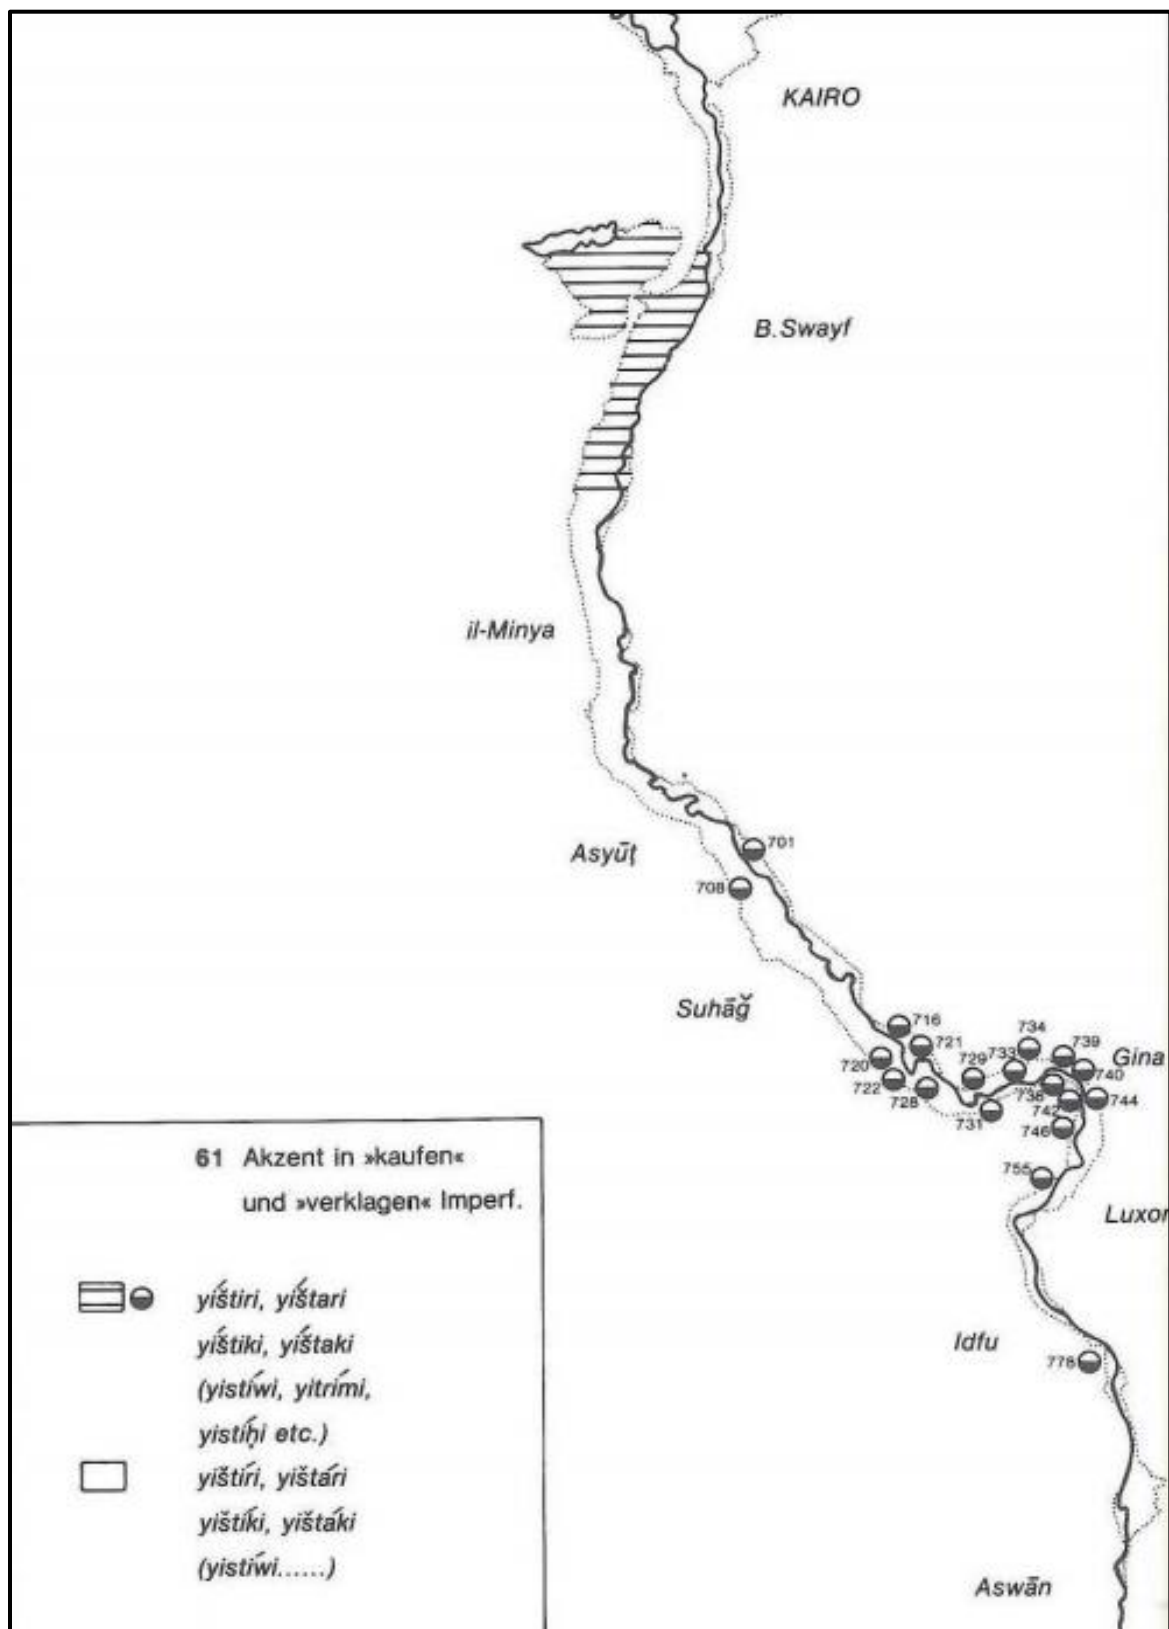 KAIRO
B.Swayf
il-Minya
701
Asyūṭ
708
Suhāǧ
716
721
734
739
Gina
720
729
733
740
722
728
738
742
744
731
746
755
Luxor
61 Akzent in »kaufen«
und »verklagen« Imperf.
yíštiri, yíštari
yíštiki, yíštaki
(yistíwi, yitrími,
yistíḥi etc.)
yištíri, yištári
yištíki, yištáki
(yistíwi......)
Idfu
778
Aswān